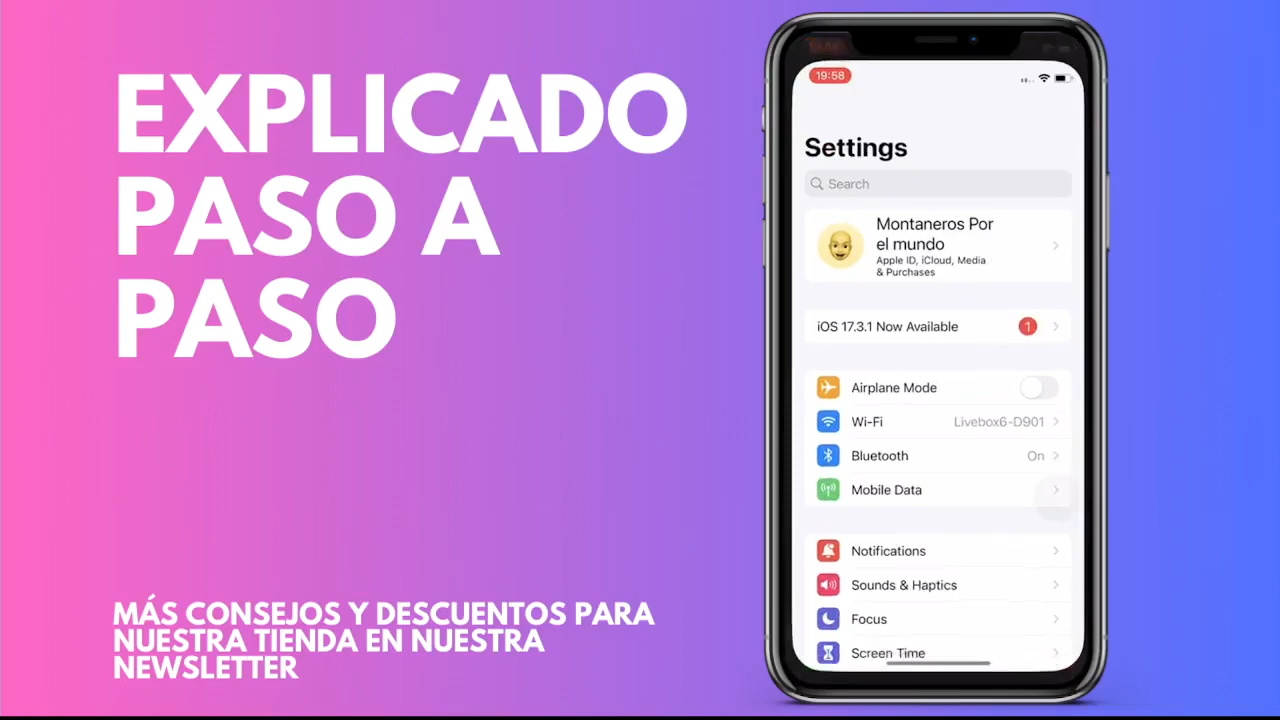 EXPLICADO
PASO A
PASO
MÁS CONSEJOS Y DESCUENTOS PARA
NUESTRA TIENDA EN NUESTRA
NEWSLETTER
19:58
Settings
Search
Montaneros Por
el mundo
Apple ID, iCloud, Media
& Purchases
iOS 17.3.1 Now Available 1
Airplane Mode
Wi-Fi Livebox6-D901
Bluetooth On
Mobile Data
Notifications
Sounds & Haptics
Focus
Screen Time